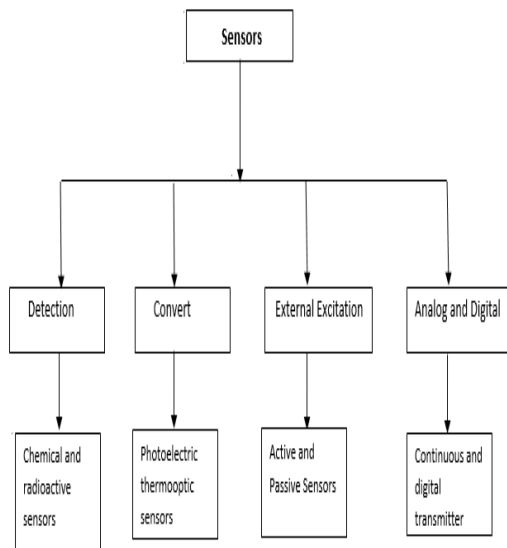 Sensors
Detection
Convert
External Excitation
Analog and Digital
Chemical and
radioactive
sensors
Photoelectric
thermooptic
sensors
Active and
Passive Sensors
Continuous and
digital
transmitter